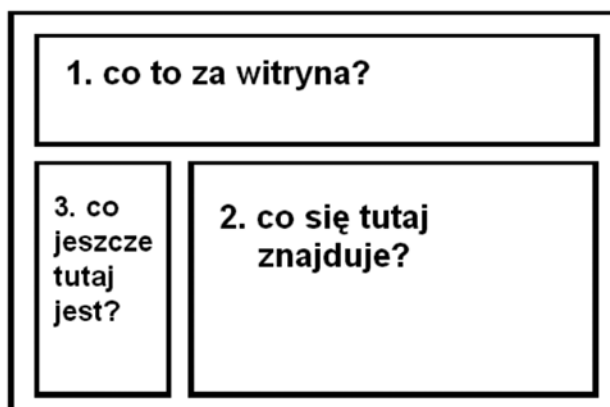 1. co to za witryna?
3. co
jeszcze
tutaj
jest?
2. co się tutaj
znajduje?